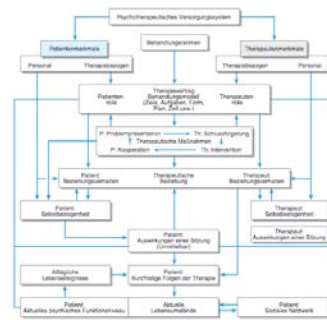 Psychotherapeutisches Versorgungssystem
Patientenmerkmale
Behandlungsrahmen
Therapeutenmerkmale
Personal
Therapiebezogen
Therapiebezogen
Personal
Patienten
rolle
Therapievertrag
Behandlungsmodell
(Ziele, Aufgaben, Form,
Plan, Zeit usw.)
Therapeuten
rolle
P: Problempräsentation
Th: Schlussfolgerung
Therapeutische Maßnahmen
P: Kooperation
Th: Intervention
Patient
Beziehungsverhalten
Therapeutische
Beziehung
Therapeut
Beziehungsverhalten
Patient
Selbstbezogenheit
Therapeut
Selbstbezogenheit
Therapeut
Auswirkungen einer Sitzung
Patient
Auswirkungen einer Sitzung
(Unmittelbar)
Alltägliche
Lebensereignisse
Patient
Kurzfristige Folgen der Therapie
Patient
Aktuelles psychisches Funktionsniveau
Aktuelle
Lebensumstände
Patient
Soziales Netzwerk